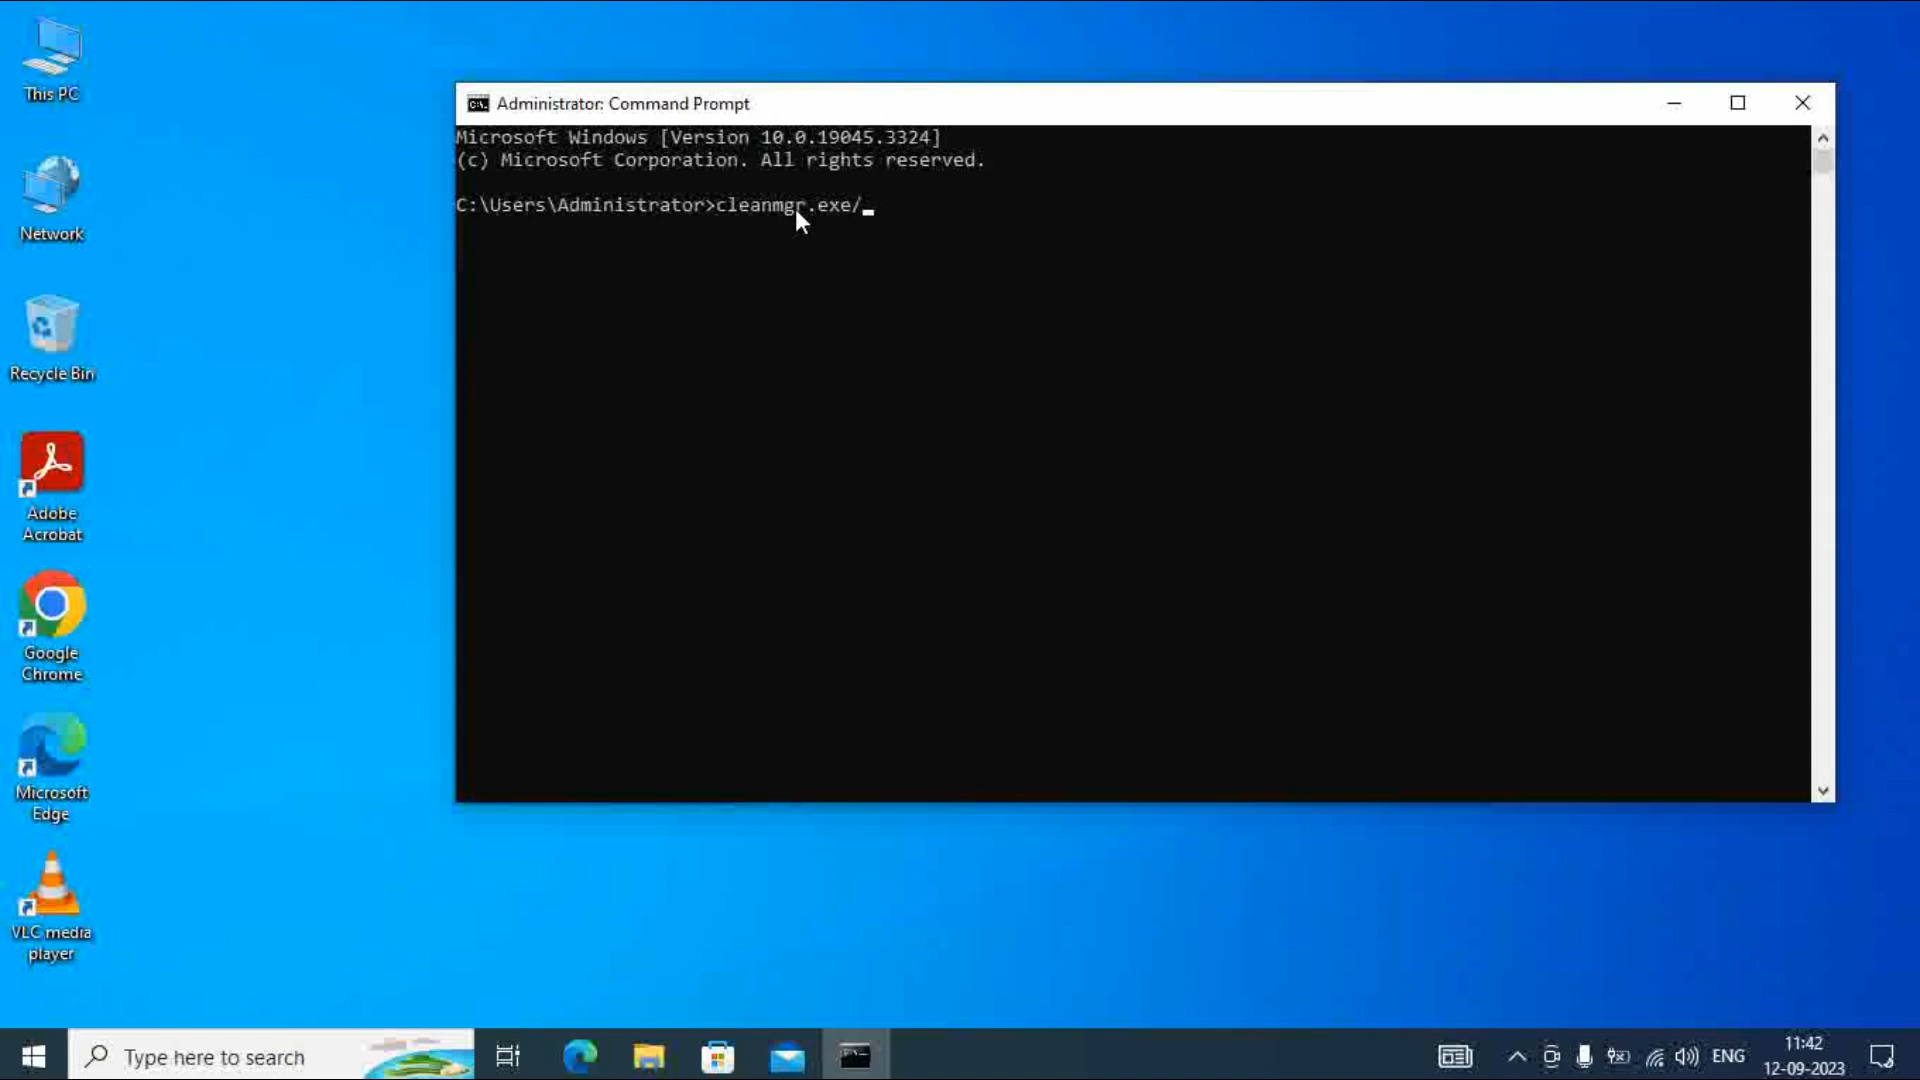 This PC
Network
Recycle Bin
Adobe
Acrobat
Google
Chrome
Microsoft
Edge
VLC media
player
Administrator: Command Prompt
Microsoft Windows [Version 10.0.19045.3324]
(c) Microsoft Corporation. All rights reserved.
C:\Users\Administrator>cleanmgr.exe/_
Type here to search
ENG
11:42
12-09-2023